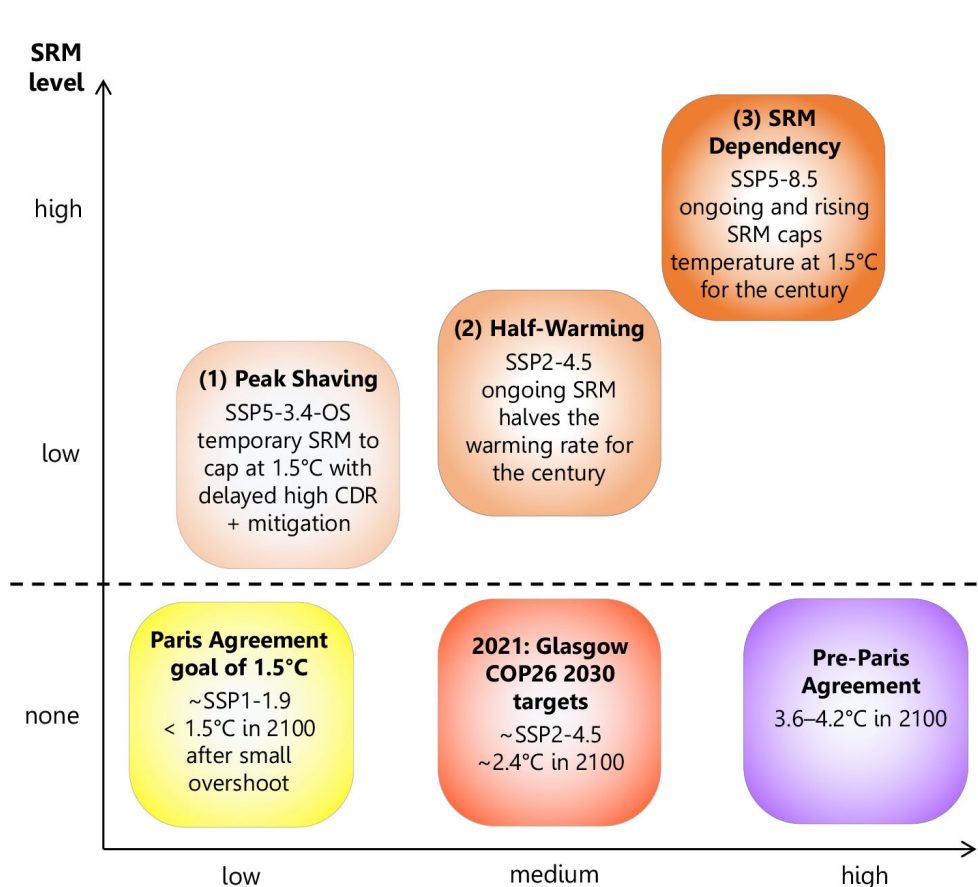 SRM
level
high
low
none
(3) SRM
Dependency
SSP5-8.5
ongoing and rising
SRM caps
temperature at 1.5°C
for the century
(2) Half-Warming
SSP2-4.5
ongoing SRM
halves the
warming rate for
the century
(1) Peak Shaving
SSP5-3.4-OS
temporary SRM to
cap at 1.5°C with
delayed high CDR
+ mitigation
Paris Agreement
goal of 1.5°C
~SSP1-1.9
< 1.5°C in 2100
after small
overshoot
2021: Glasgow
COP26 2030
targets
~SSP2-4.5
~2.4°C in 2100
Pre-Paris
Agreement
3.6–4.2°C in 2100
low
medium
high